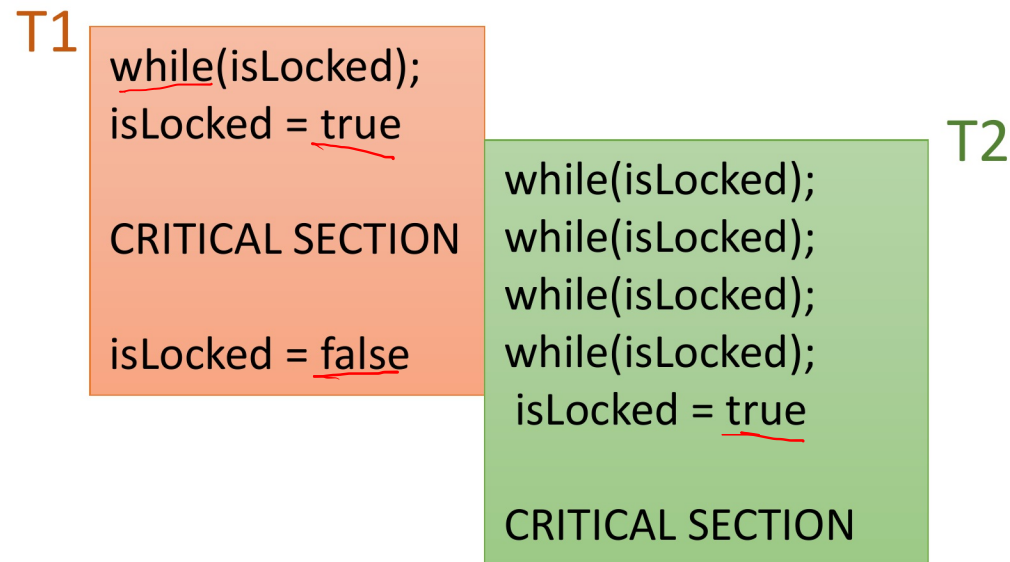 T1
while(isLocked);
isLocked = true
CRITICAL SECTION
isLocked = false
T2
while(isLocked);
while(isLocked);
while(isLocked);
while(isLocked);
isLocked = true
CRITICAL SECTION